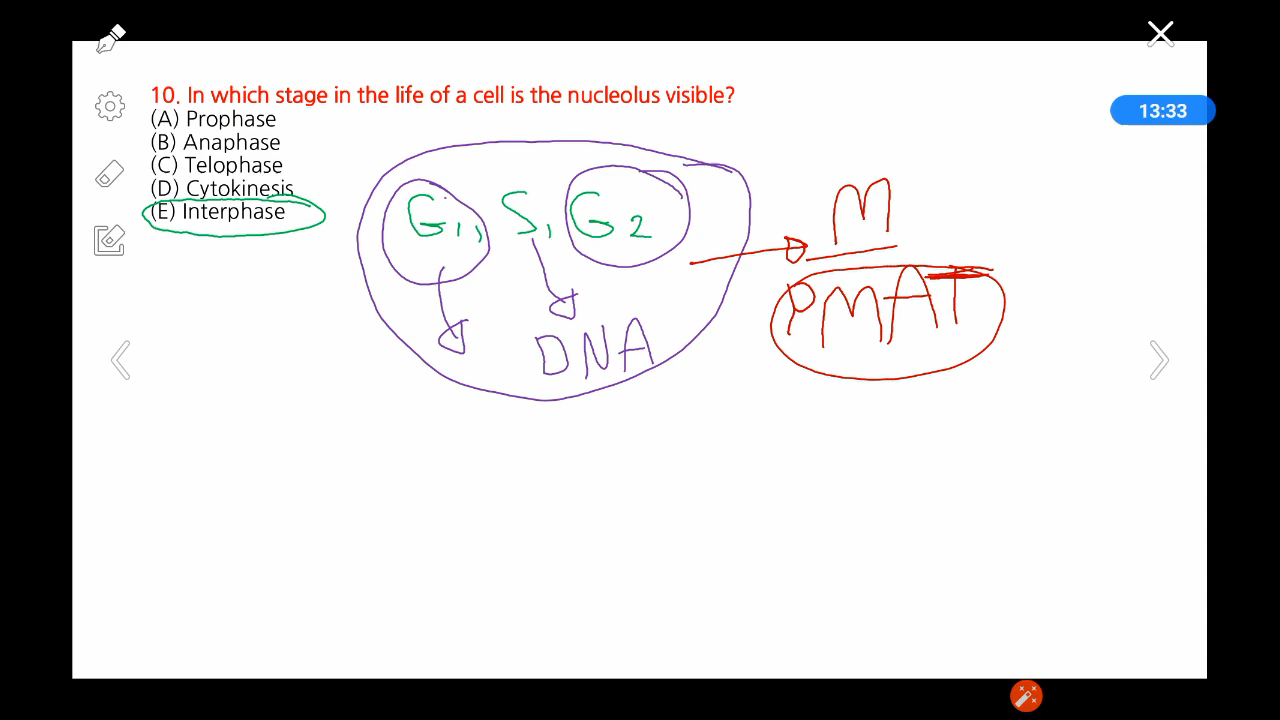 10. In which stage in the life of a cell is the nucleolus visible?
(A) Prophase
(B) Anaphase
(C) Telophase
(D) Cytokinesis
(E) Interphase
G1, S, G2
DNA
M
PMAT
13:33